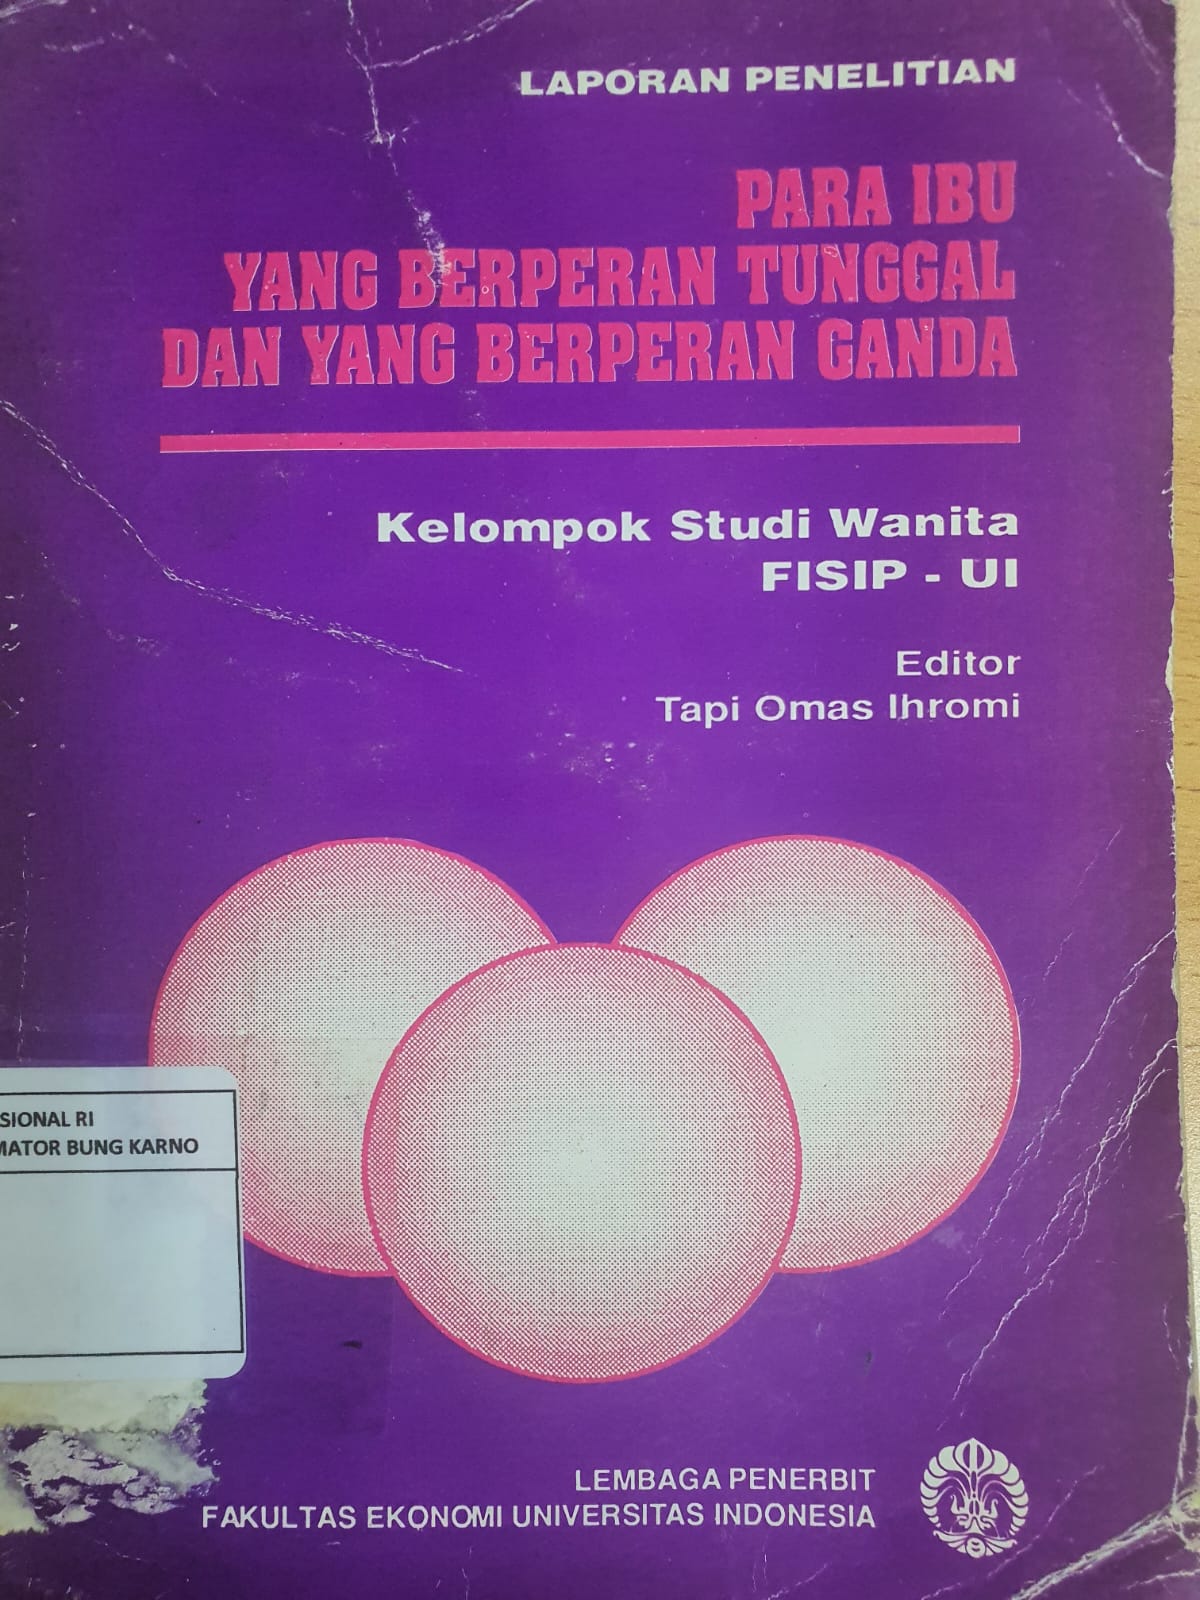 LAPORAN PENELITIAN
PARA IBU
YANG BERPERAN TUNGGAL
DAN YANG BERPERAN GANDA
Kelompok Studi Wanita
FISIP - UI
Editor
Tapi Omas Ihromi
SIONAL RI
MATOR BUNG KARNO
LEMBAGA PENERBIT
FAKULTAS EKONOMI UNIVERSITAS INDONESIA